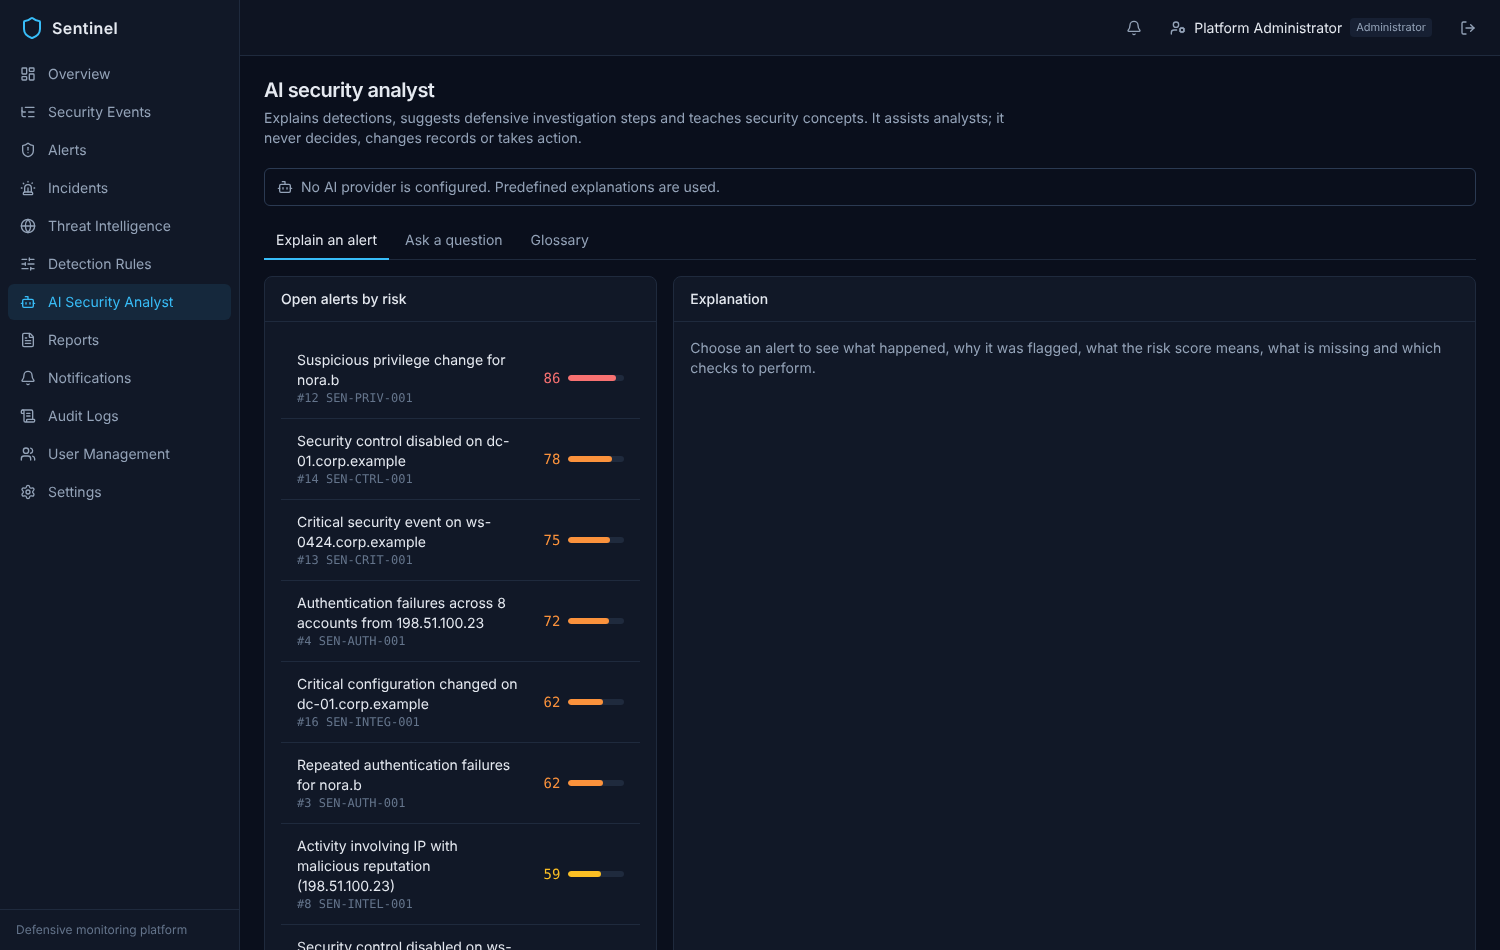 Sentinel
Platform Administrator
Administrator
Overview
Security Events
Alerts
Incidents
Threat Intelligence
Detection Rules
AI Security Analyst
Reports
Notifications
Audit Logs
User Management
Settings
Defensive monitoring platform
AI security analyst
Explains detections, suggests defensive investigation steps and teaches security concepts. It assists analysts; it
never decides, changes records or takes action.
No AI provider is configured. Predefined explanations are used.
Explain an alert
Ask a question
Glossary
Open alerts by risk
Suspicious privilege change for
nora.b
#12 SEN-PRIV-001
86
Security control disabled on dc-
01.corp.example
#14 SEN-CTRL-001
78
Critical security event on ws-
0424.corp.example
#13 SEN-CRIT-001
75
Authentication failures across 8
accounts from 198.51.100.23
#4 SEN-AUTH-001
72
Critical configuration changed on
dc-01.corp.example
#16 SEN-INTEG-001
62
Repeated authentication failures
for nora.b
#3 SEN-AUTH-001
62
Activity involving IP with
malicious reputation
(198.51.100.23)
#8 SEN-INTEL-001
59
Security control disabled on ws-
Explanation
Choose an alert to see what happened, why it was flagged, what the risk score means, what is missing and which
checks to perform.